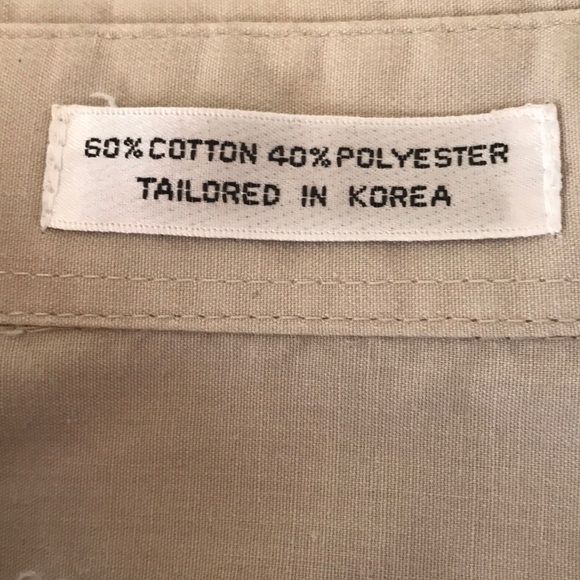 60% COTTON 40% POLYESTER
TAILORED IN KOREA